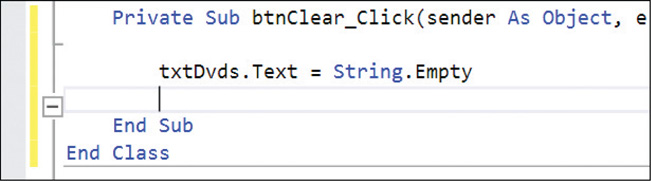 Private Sub btnClear_Click(sender As Object, e
txtDvds.Text = String.Empty
End Sub
End Class